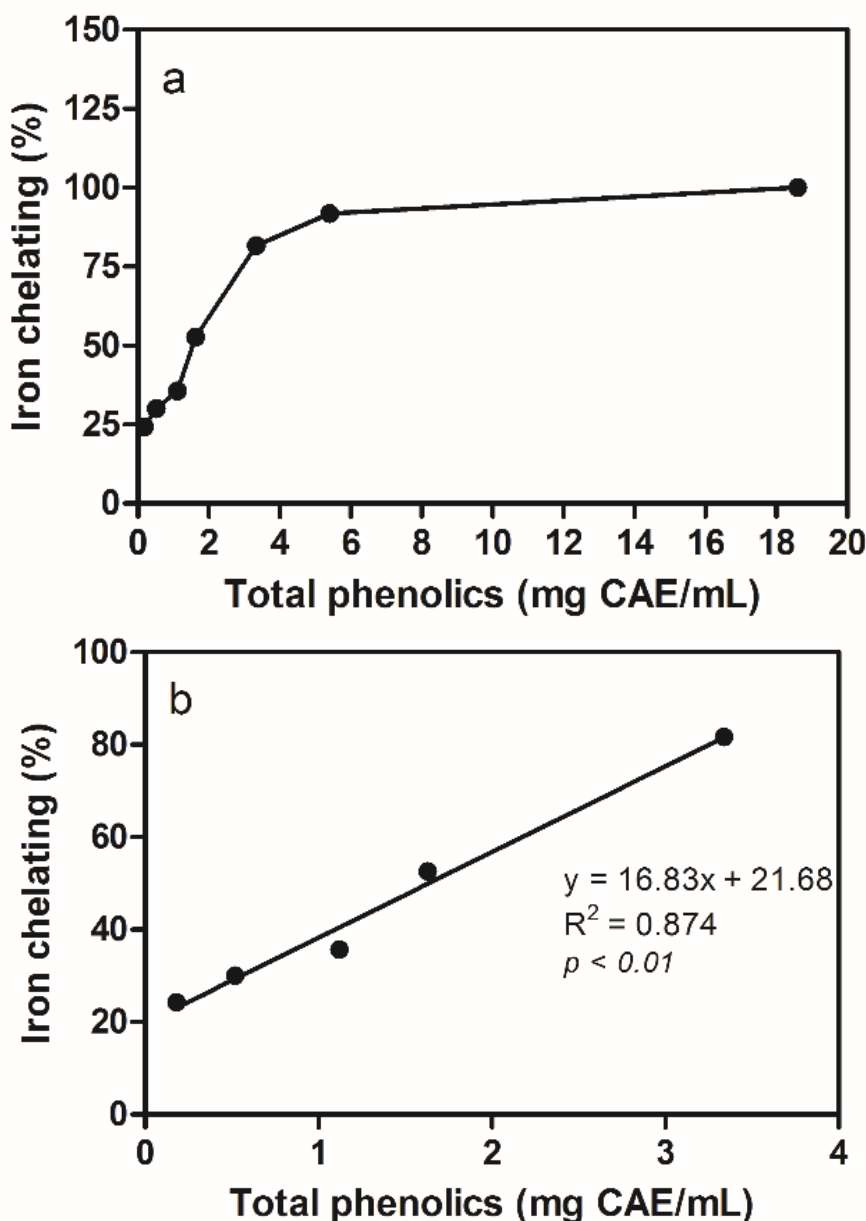 150
a
125
100
75
50
25
0
Iron chelating (%)
0 2 4 6 8 10 12 14 16 18 20
Total phenolics (mg CAE/mL)
100
b
80
60
40
20
0
Iron chelating (%)
y = 16.83x + 21.68
R² = 0.874
p < 0.01
0 1 2 3 4
Total phenolics (mg CAE/mL)